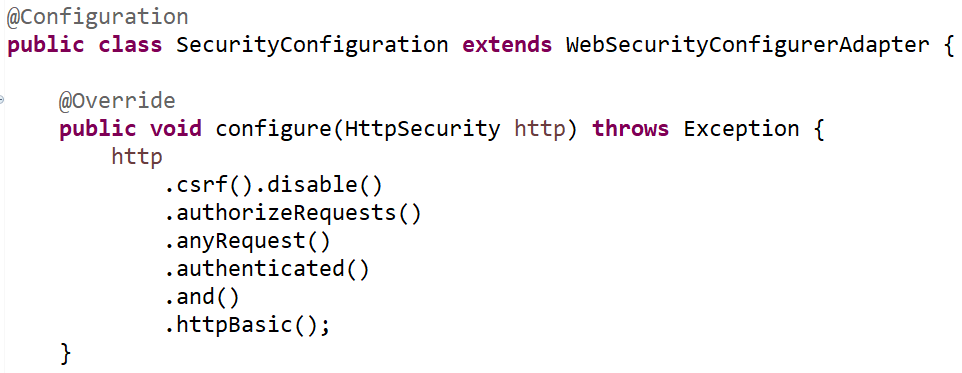 @Configuration
public class SecurityConfiguration extends WebSecurityConfigurerAdapter {
@Override
public void configure(HttpSecurity http) throws Exception {
http
.csrf().disable()
.authorizeRequests()
.anyRequest()
.authenticated()
.and()
.httpBasic();
}